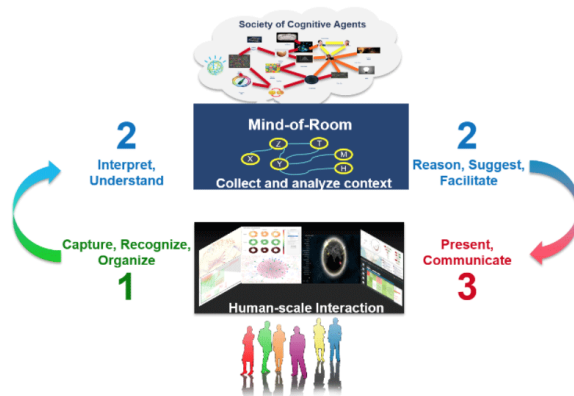 Society of Cognitive Agents
Mind-of-Room
Z
T
X
Y
M
H
Collect and analyze context
2
Interpret,
Understand
2
Reason, Suggest,
Facilitate
Capture, Recognize,
Organize
1
Present,
Communicate
3
Human-scale Interaction